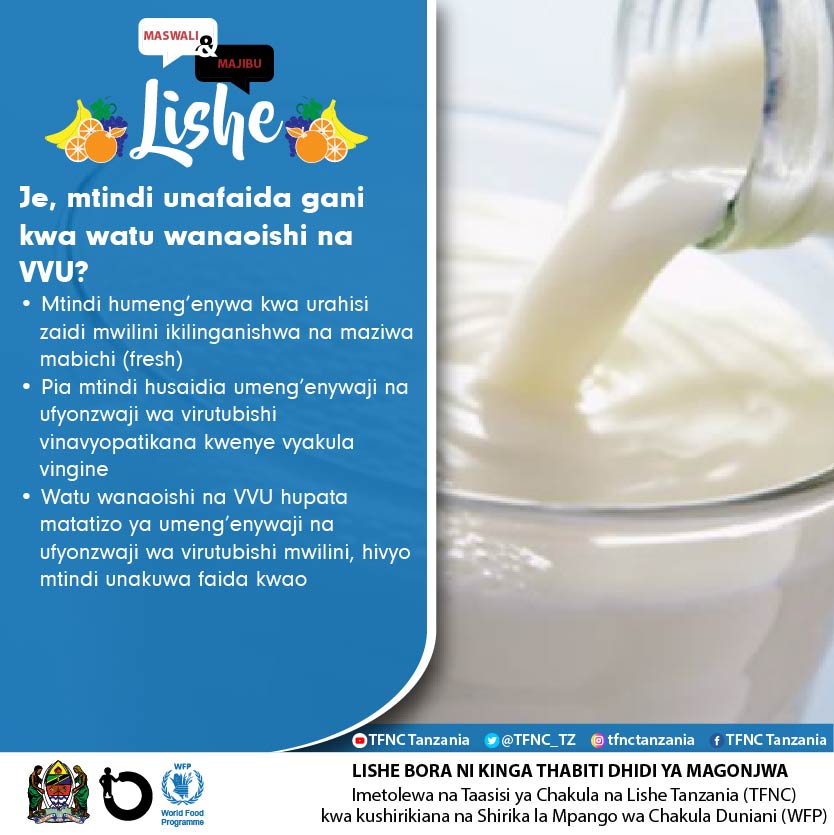 MASWALI
&
MAJIBU
Lishe
Je, mtindi unafaida gani
kwa watu wanaoishi na
VVU?
• Mtindi humeng'enywa kwa urahisi
zaidi mwilini ikilinganishwa na maziwa
mabichi (fresh)
• Pia mtindi husaidia umeng'enywaji na
ufyonzwaji wa virutubishi
vinavyopatikana kwenye vyakula
vingine
• Watu wanaoishi na VVU hupata
matatizo ya umeng'enywaji na
ufyonzwaji wa virutubishi mwilini, hivyo
mtindi unakuwa faida kwao
TFNC Tanzania @TFNC_TZ tfnctanzania TFNC Tanzania
WFP
World Food
Programme
LISHE BORA NI KINGA THABITI DHIDI YA MAGONJWA
Imetolewa na Taasisi ya Chakula na Lishe Tanzania (TFNC)
kwa kushirikiana na Shirika la Mpango wa Chakula Duniani (WFP)